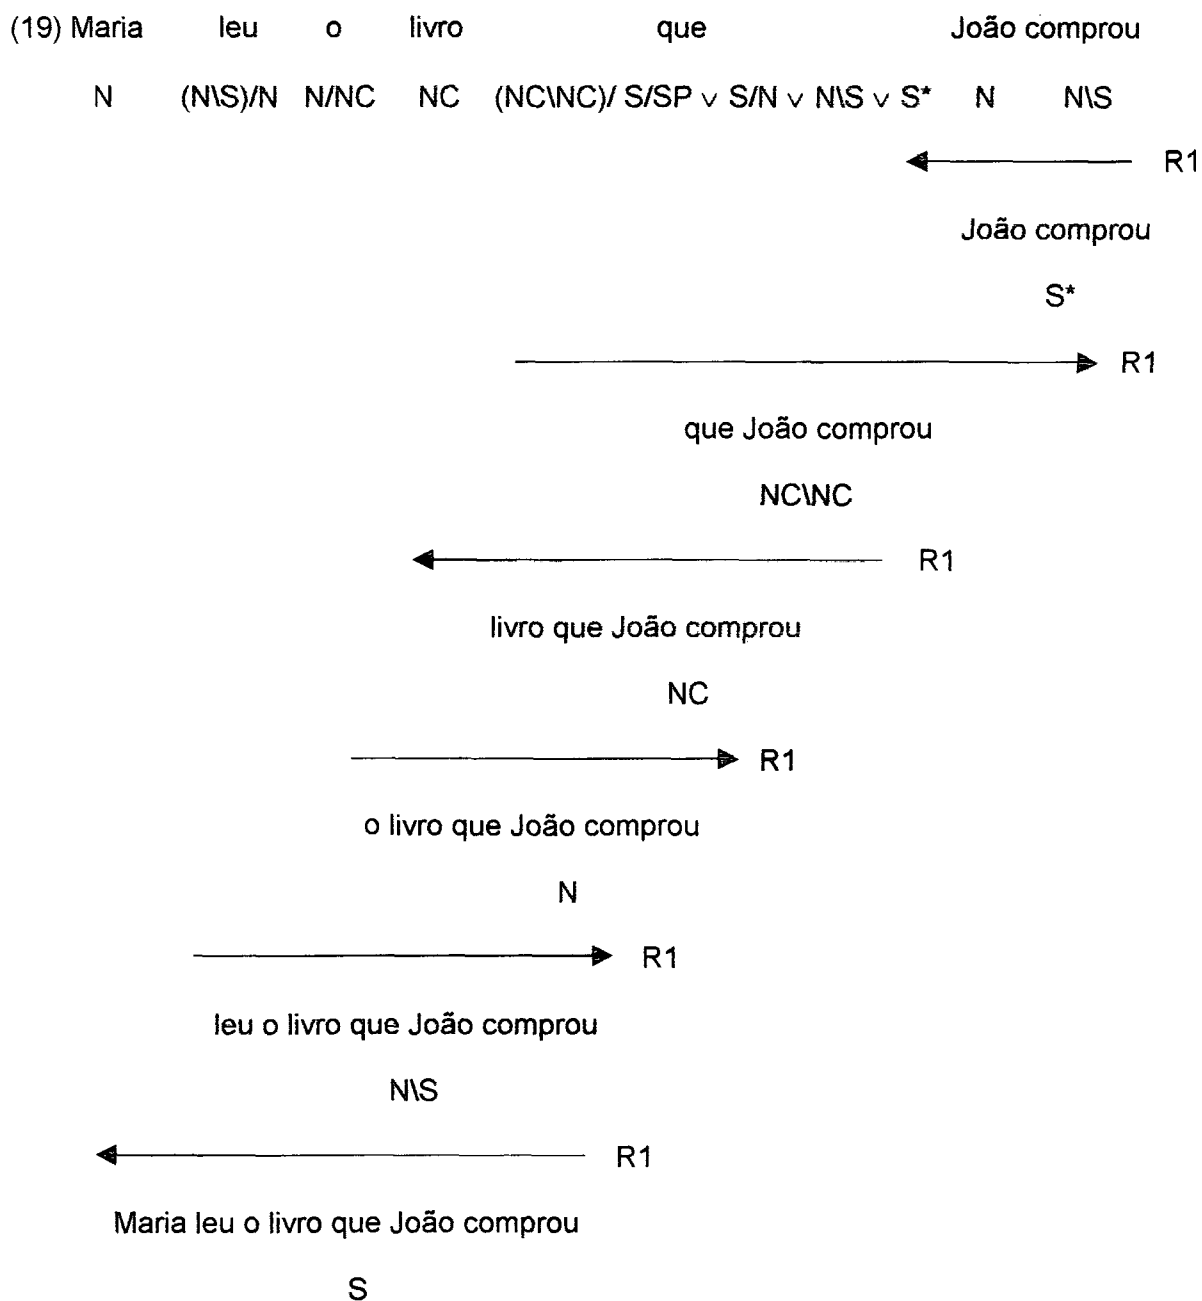 (19) Maria leu o livro que João comprou
N (N\S)/N N/NC NC (NC\NC)/ S/SP ∨ S/N ∨ N\S ∨ S* N N\S
R1
João comprou
S*
R1
que João comprou
NC\NC
R1
livro que João comprou
NC
R1
o livro que João comprou
N
R1
leu o livro que João comprou
N\S
R1
Maria leu o livro que João comprou
S